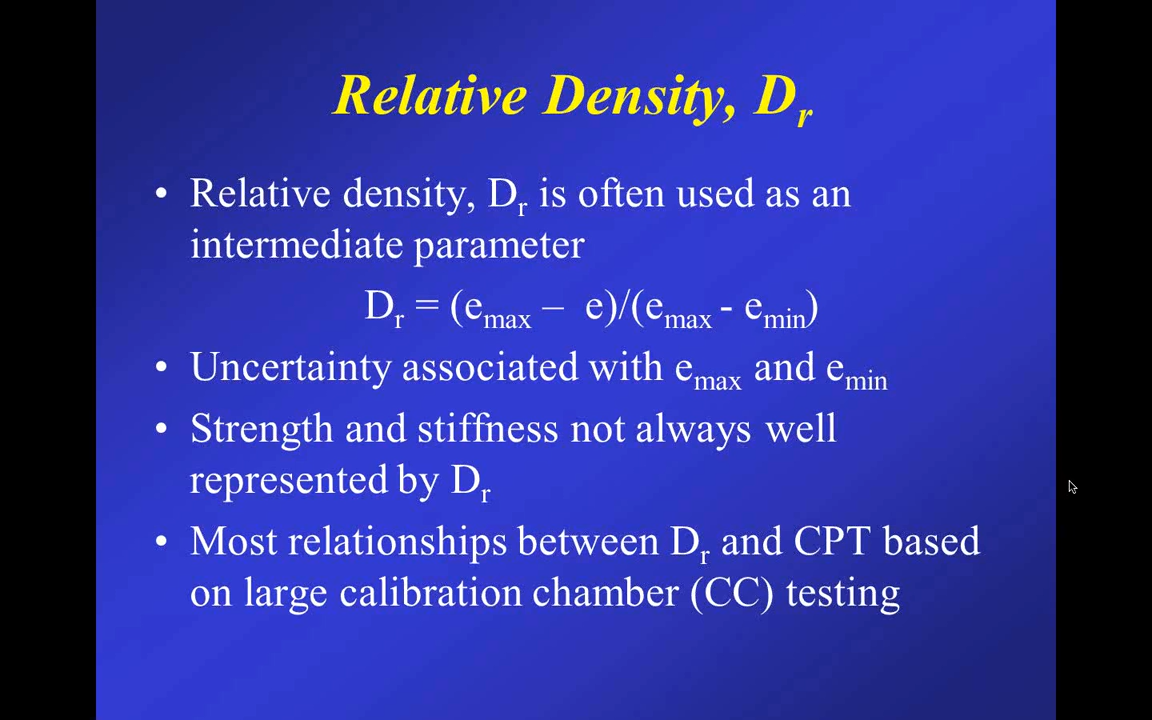 Relative Density, Dr
• Relative density, Dr is often used as an
intermediate parameter
Dr = (emax – e)/(emax - emin)
• Uncertainty associated with emax and emin
• Strength and stiffness not always well
represented by Dr
• Most relationships between Dr and CPT based
on large calibration chamber (CC) testing